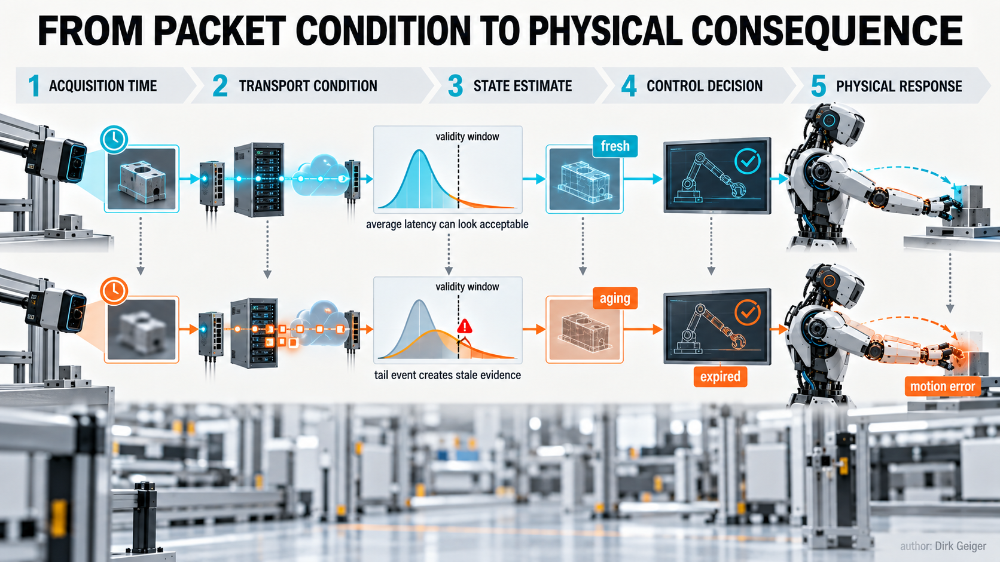 FROM PACKET CONDITION TO PHYSICAL CONSEQUENCE
1 ACQUISITION TIME
2 TRANSPORT CONDITION
3 STATE ESTIMATE
4 CONTROL DECISION
5 PHYSICAL RESPONSE
validity window
fresh
average latency can look acceptable
validity window
aging
tail event creates stale evidence
expired
motion error
author: Dirk Geiger